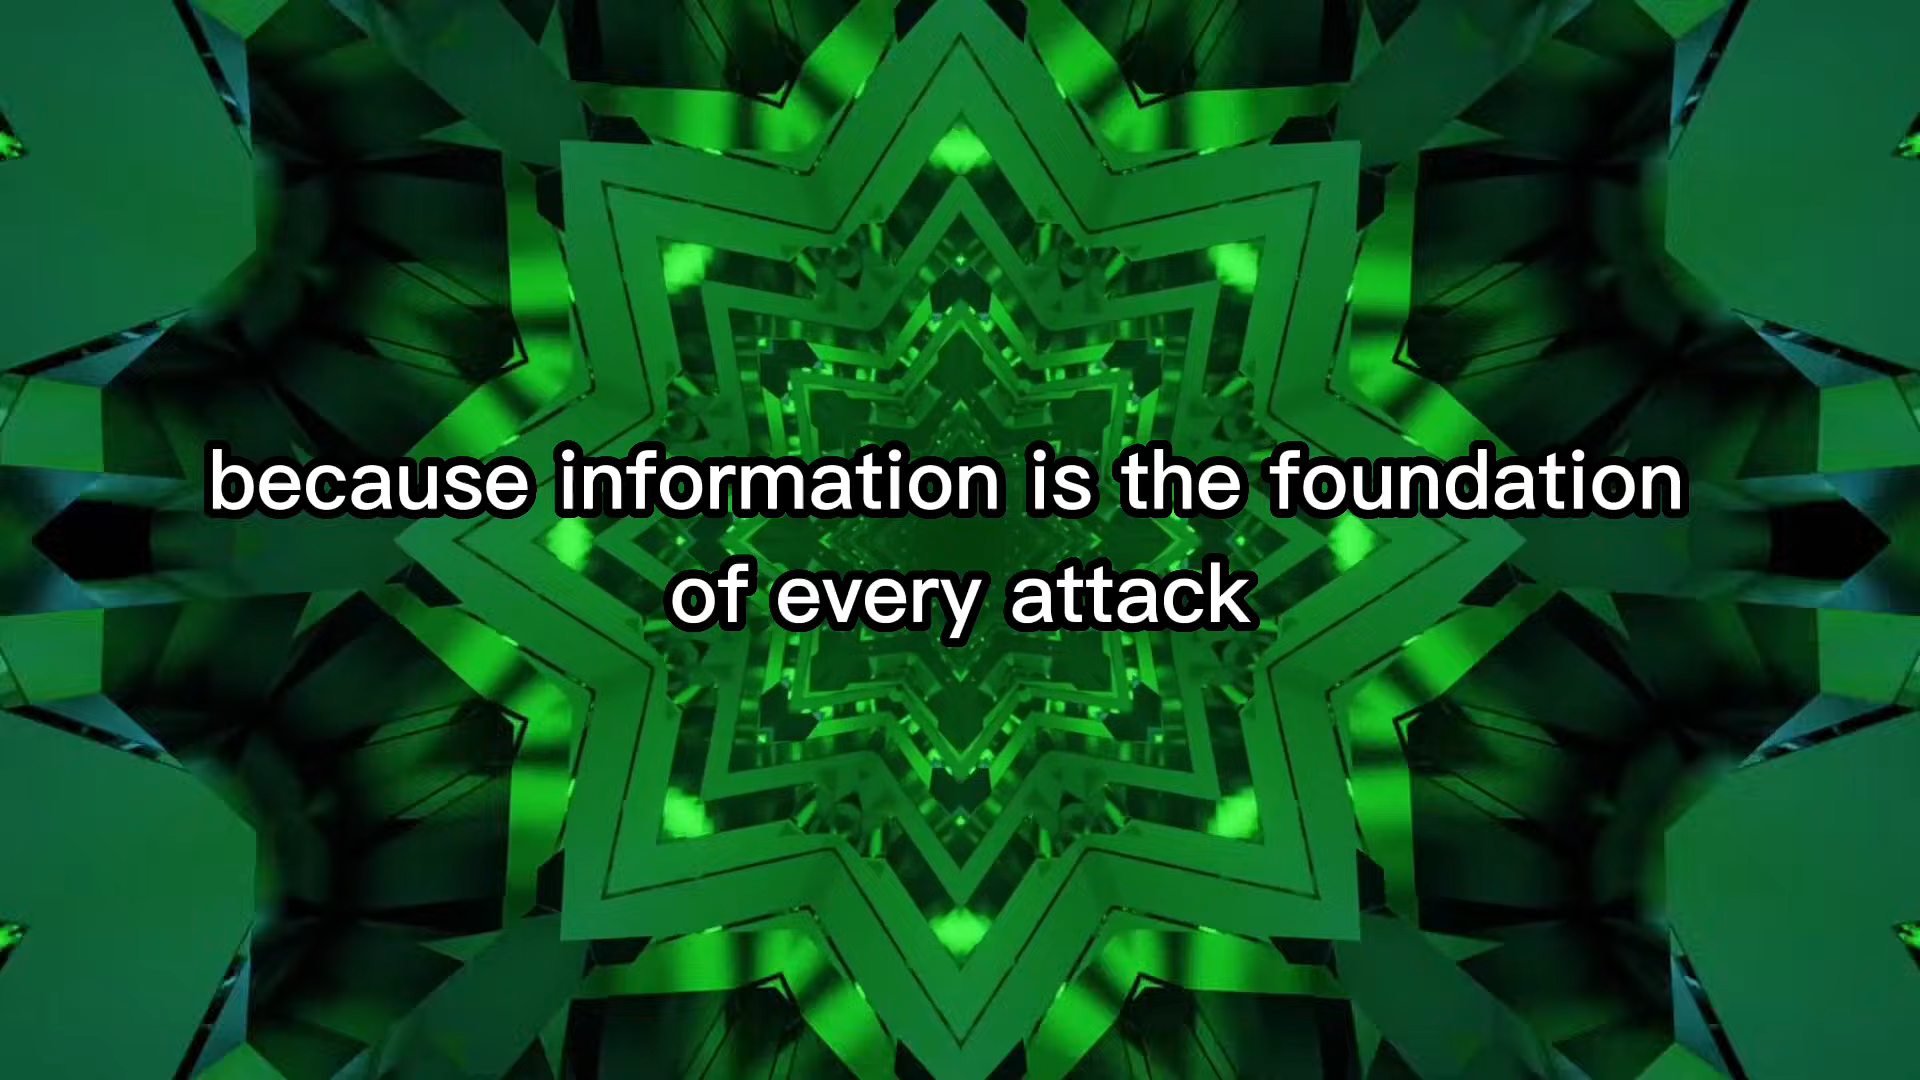 because information is the foundation
of every attack